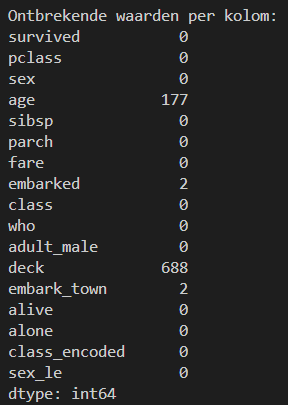 Ontbrekende waarden per kolom:
survived 0
pclass 0
sex 0
age 177
sibsp 0
parch 0
fare 0
embarked 2
class 0
who 0
adult_male 0
deck 688
embark_town 2
alive 0
alone 0
class_encoded 0
sex_le 0
dtype: int64